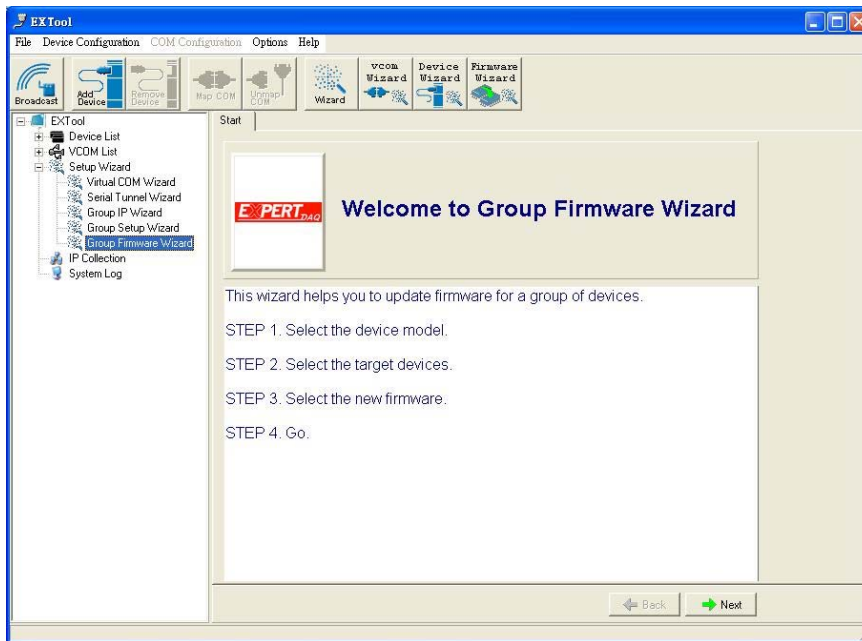 EXTool
File Device Configuration COM Configuration Options Help
Broadcast
Add Device
Remove Device
Map COM
Unmap COM
Wizard
vcom Wizard
Device Wizard
Firmware Wizard
EXTool
Device List
VCOM List
Setup Wizard
Virtual COM Wizard
Serial Tunnel Wizard
Group IP Wizard
Group Setup Wizard
Group Firmware Wizard
IP Collection
System Log
Start
EXPERT DAQ
Welcome to Group Firmware Wizard
This wizard helps you to update firmware for a group of devices.
STEP 1. Select the device model.
STEP 2. Select the target devices.
STEP 3. Select the new firmware.
STEP 4. Go.
Back
Next